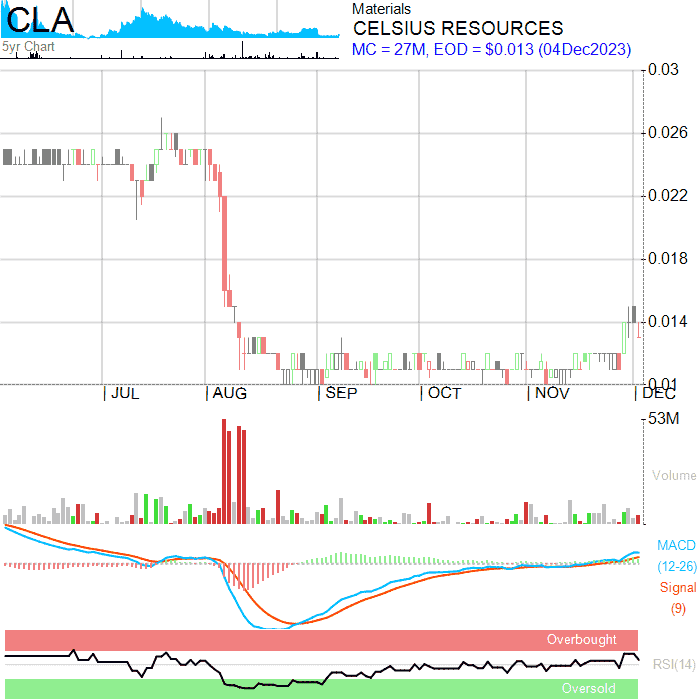 CLA
5yr Chart
Materials
CELSIUS RESOURCES
MC = 27M, EOD = $0.013 (04Dec2023)
0.03
0.026
0.022
0.018
0.014
0.01
JUL AUG SEP OCT NOV DEC
53M
Volume
MACD
(12-26)
Signal
(9)
Overbought
RSI(14)
Oversold